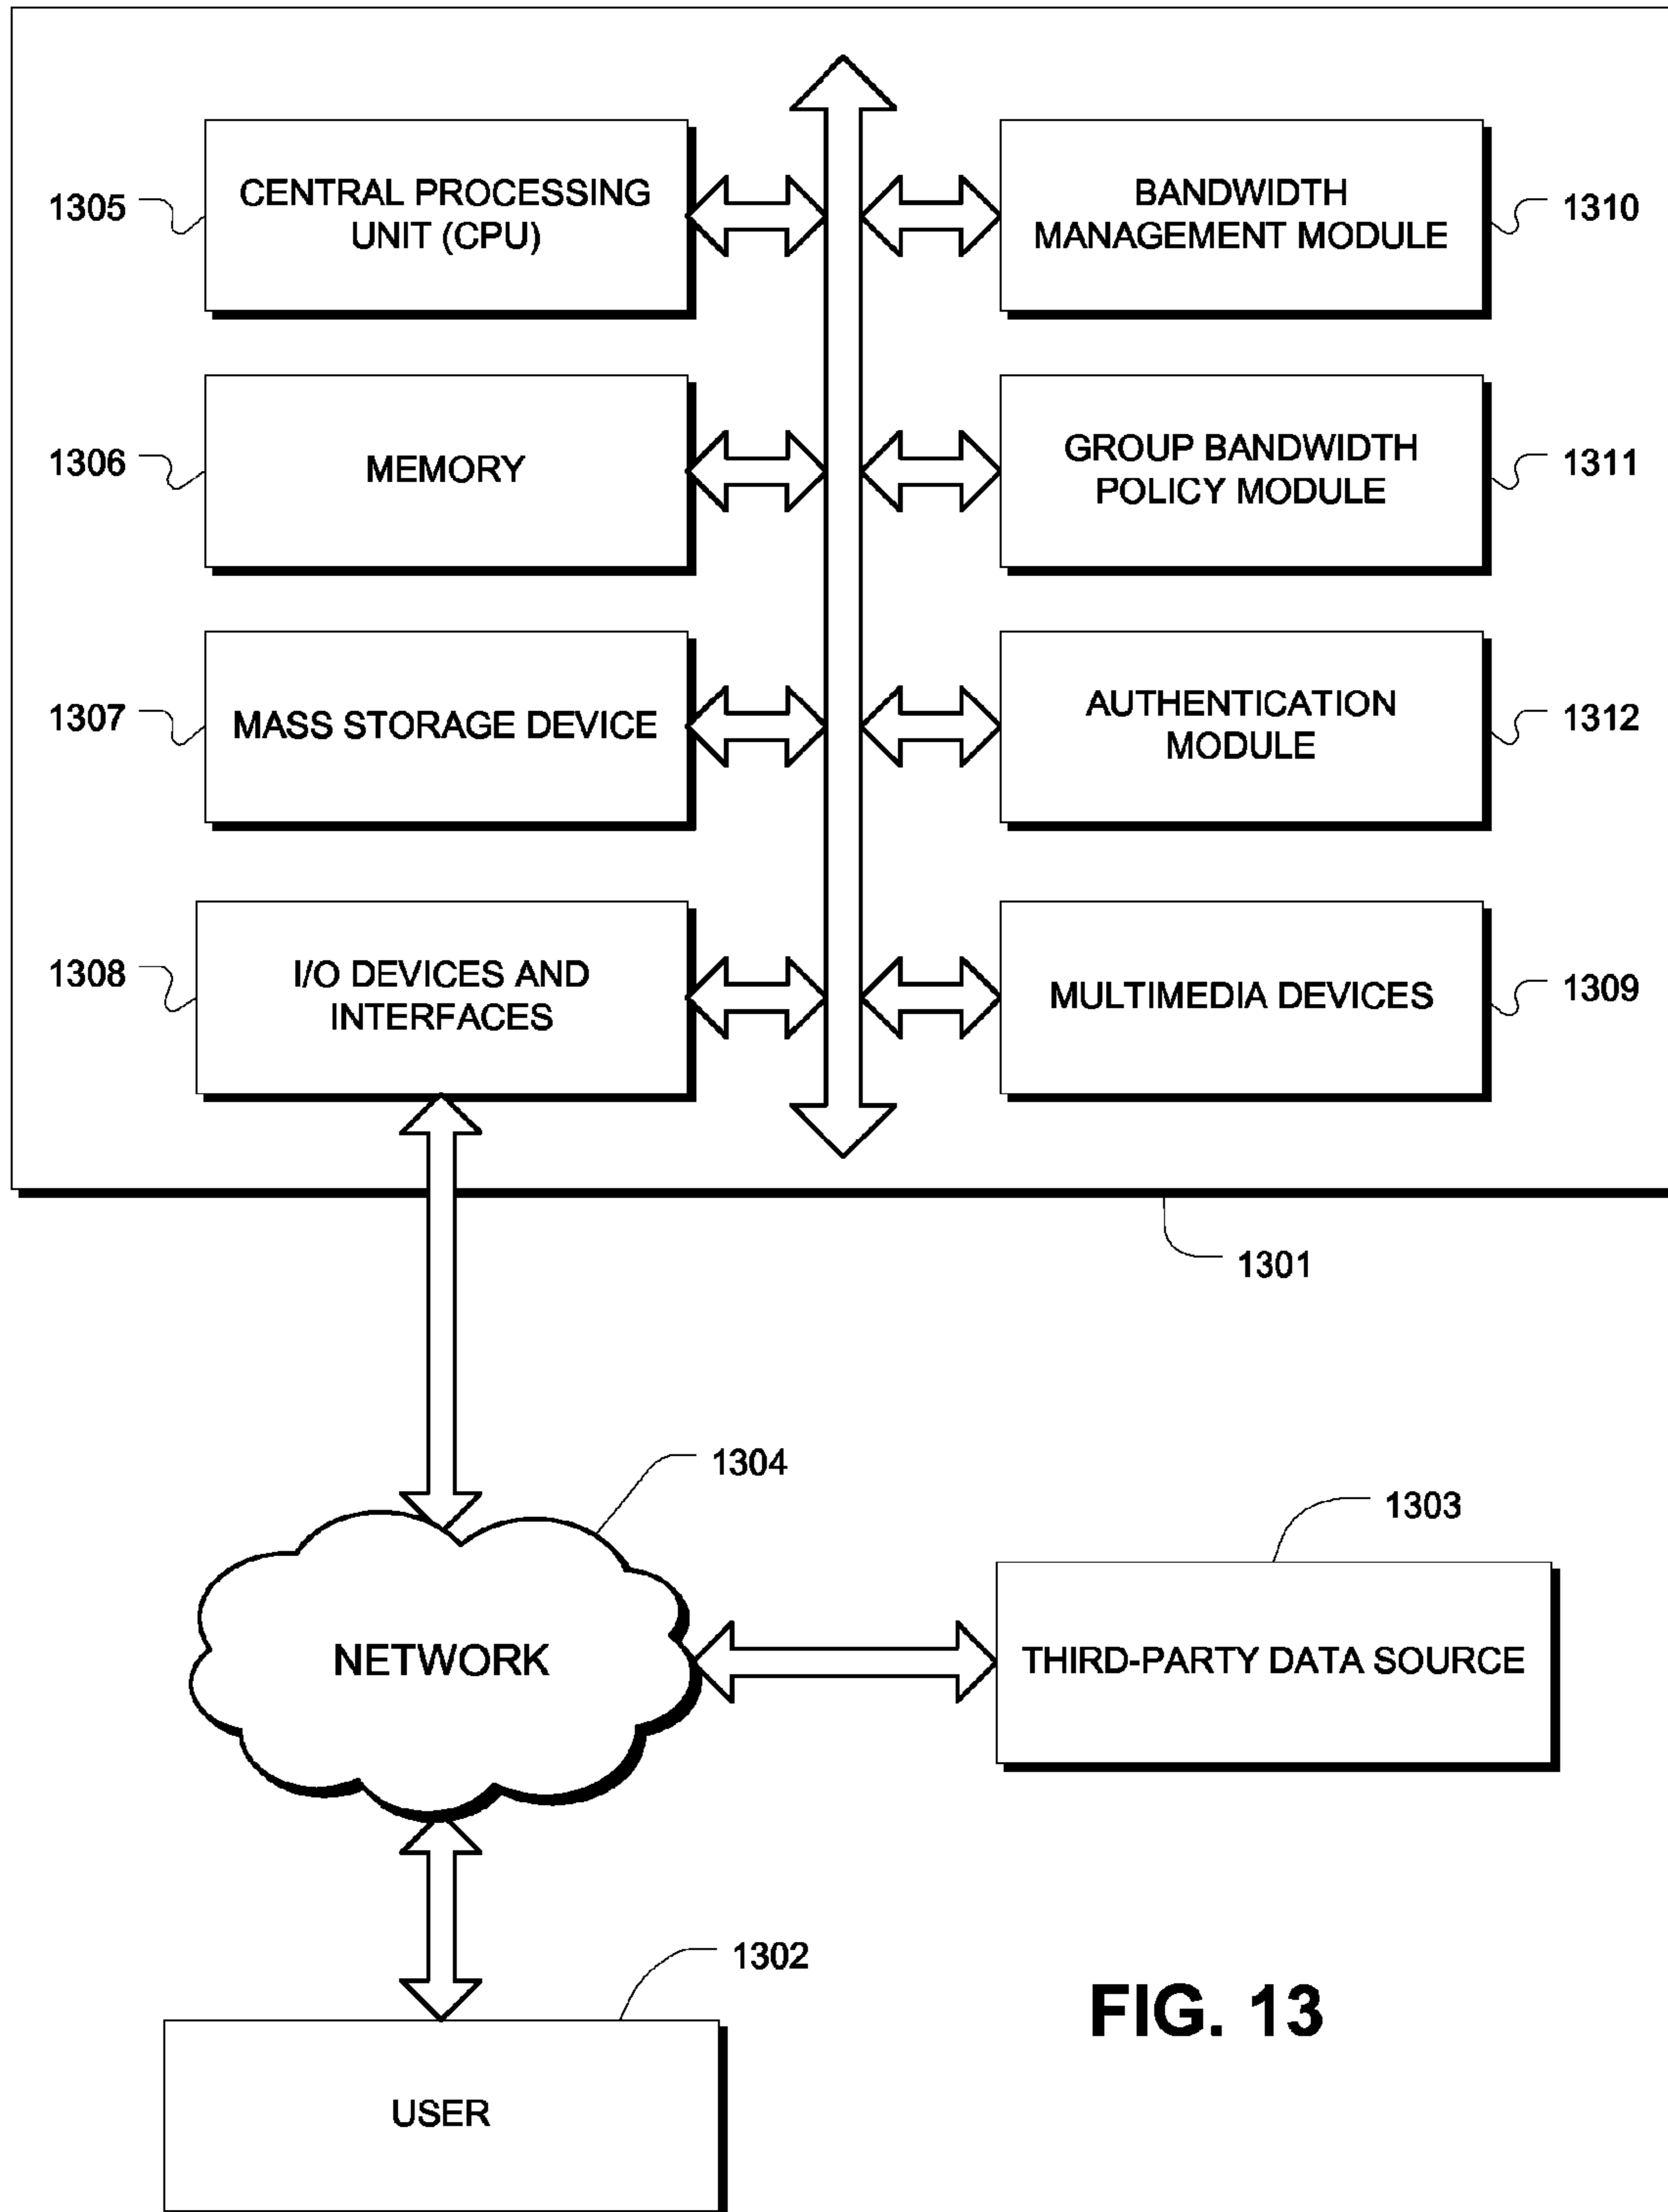 1305
CENTRAL PROCESSING
UNIT (CPU)
BANDWIDTH
MANAGEMENT MODULE
1310
1306
MEMORY
GROUP BANDWIDTH
POLICY MODULE
1311
1307
MASS STORAGE DEVICE
AUTHENTICATION
MODULE
1312
1308
I/O DEVICES AND
INTERFACES
MULTIMEDIA DEVICES
1309
1301
1304
1303
NETWORK
THIRD-PARTY DATA SOURCE
1302
USER
FIG. 13